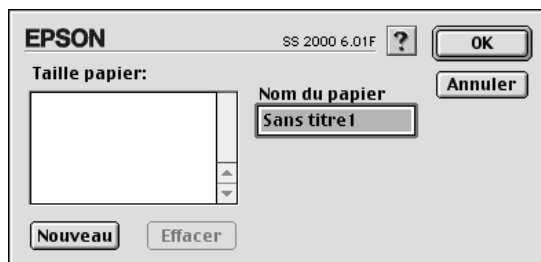 EPSON
SS 2000 6.01F
?
OK
Taille papier:
Annuler
Nom du papier
Sans titre1
Nouveau
Effacer